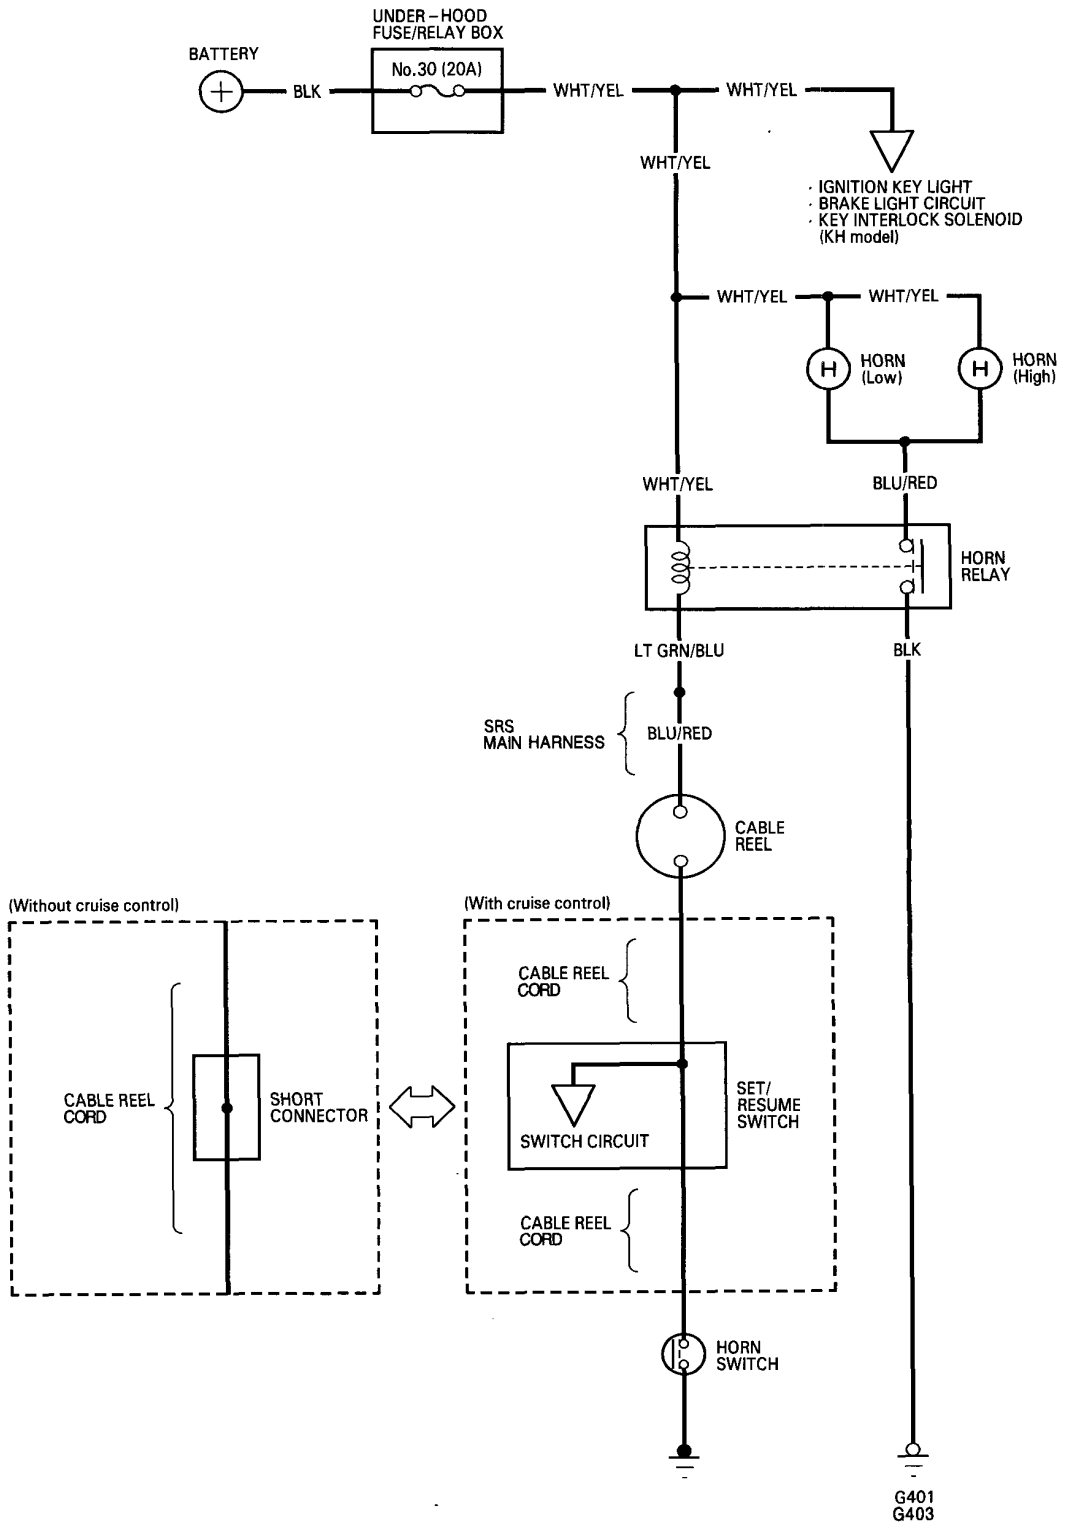 UNDER-HOOD
FUSE/RELAY BOX
BATTERY
No.30 (20A)
+
BLK
WHT/YEL
WHT/YEL
WHT/YEL
· IGNITION KEY LIGHT
· BRAKE LIGHT CIRCUIT
· KEY INTERLOCK SOLENOID
(KH model)
WHT/YEL
WHT/YEL
H
HORN
(Low)
H
HORN
(High)
WHT/YEL
BLU/RED
HORN
RELAY
LT GRN/BLU
BLK
SRS
MAIN HARNESS
BLU/RED
CABLE
REEL
(Without cruise control)
(With cruise control)
CABLE REEL
CORD
CABLE REEL
CORD
SHORT
CONNECTOR
SET/
RESUME
SWITCH
SWITCH CIRCUIT
CABLE REEL
CORD
HORN
SWITCH
G401
G403